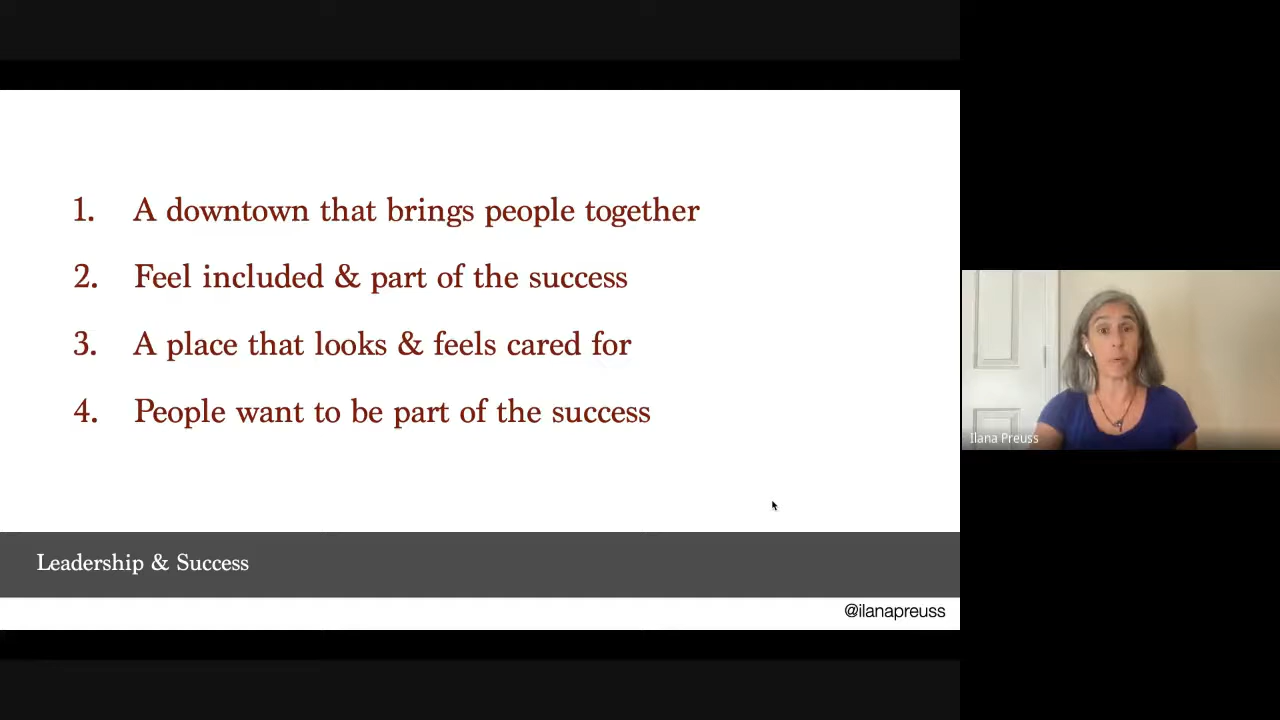 1. A downtown that brings people together
2. Feel included & part of the success
3. A place that looks & feels cared for
4. People want to be part of the success
Ilana Preuss
Leadership & Success
@ilanapreuss